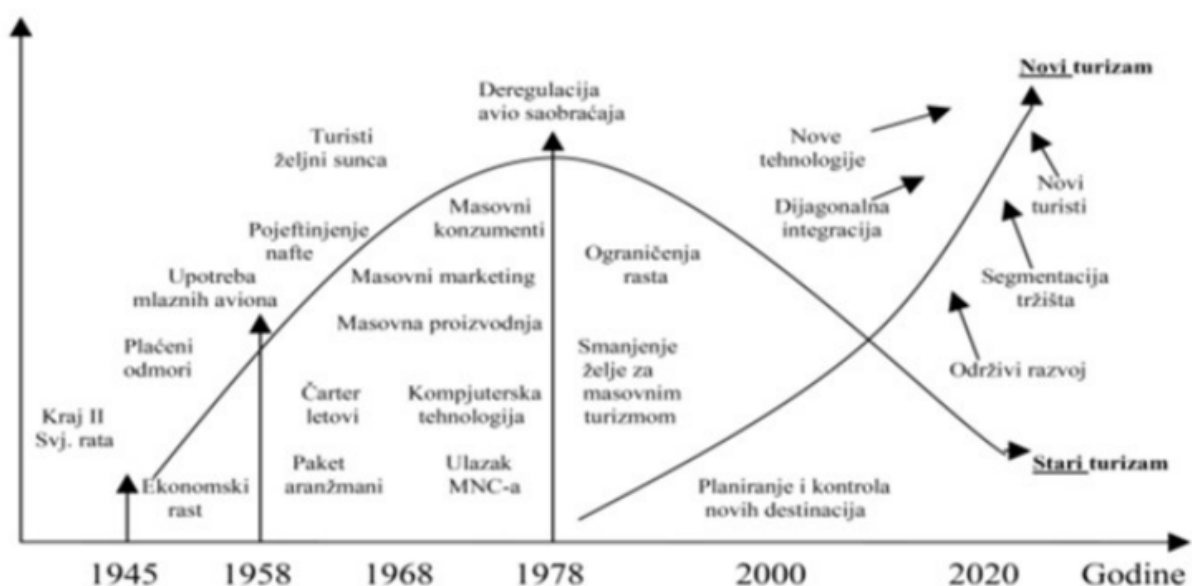 Novi turizam
Deregulacija
avio saobraćaja
Turisti
željni sunca
Nove
tehnologije
Novi
turisti
Masovni
konzumenti
Dijagonalna
integracija
Pojeftinjenje
nafte
Ograničenja
rasta
Upotreba
mlaznih aviona
Masovni marketing
Segmentacija
tržišta
Masovna proizvodnja
Plaćeni
odmori
Smanjenje
želje za
masovnim
turizmom
Održivi razvoj
Čarter
letovi
Kompjuterska
tehnologija
Kraj II
Svj. rata
Stari turizam
Ekonomski
rast
Paket
aranžmani
Ulazak
MNC-a
Planiranje i kontrola
novih destinacija
1945 1958 1968 1978 2000 2020 Godine